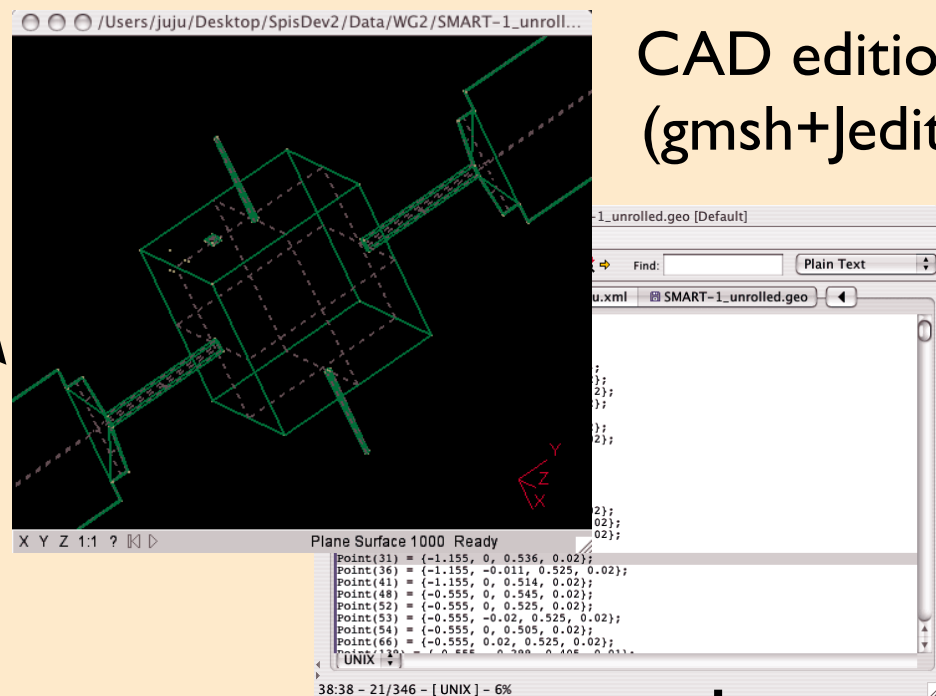 /Users/juju/Desktop/SpisDev2/Data/WG2/SMART-1_unroll...
CAD editio
(gmsh+Jedit
-1_unrolled.geo [Default]
Find:
Plain Text
u.xml
SMART-1_unrolled.geo
;
};
2};
};
};
2};
2};
02};
02};
Y
Z
X
X Y Z 1:1 ?
Plane Surface 1000 Ready
Point(31) = {-1.155, 0, 0.536, 0.02};
Point(36) = {-1.155, -0.011, 0.525, 0.02};
Point(41) = {-1.155, 0, 0.514, 0.02};
Point(48) = {-0.555, 0, 0.545, 0.02};
Point(52) = {-0.555, 0, 0.525, 0.02};
Point(53) = {-0.555, -0.02, 0.525, 0.02};
Point(54) = {-0.555, 0, 0.505, 0.02};
Point(66) = {-0.555, 0.02, 0.525, 0.02};
UNIX
38:38 - 21/346 - [ UNIX ] - 6%